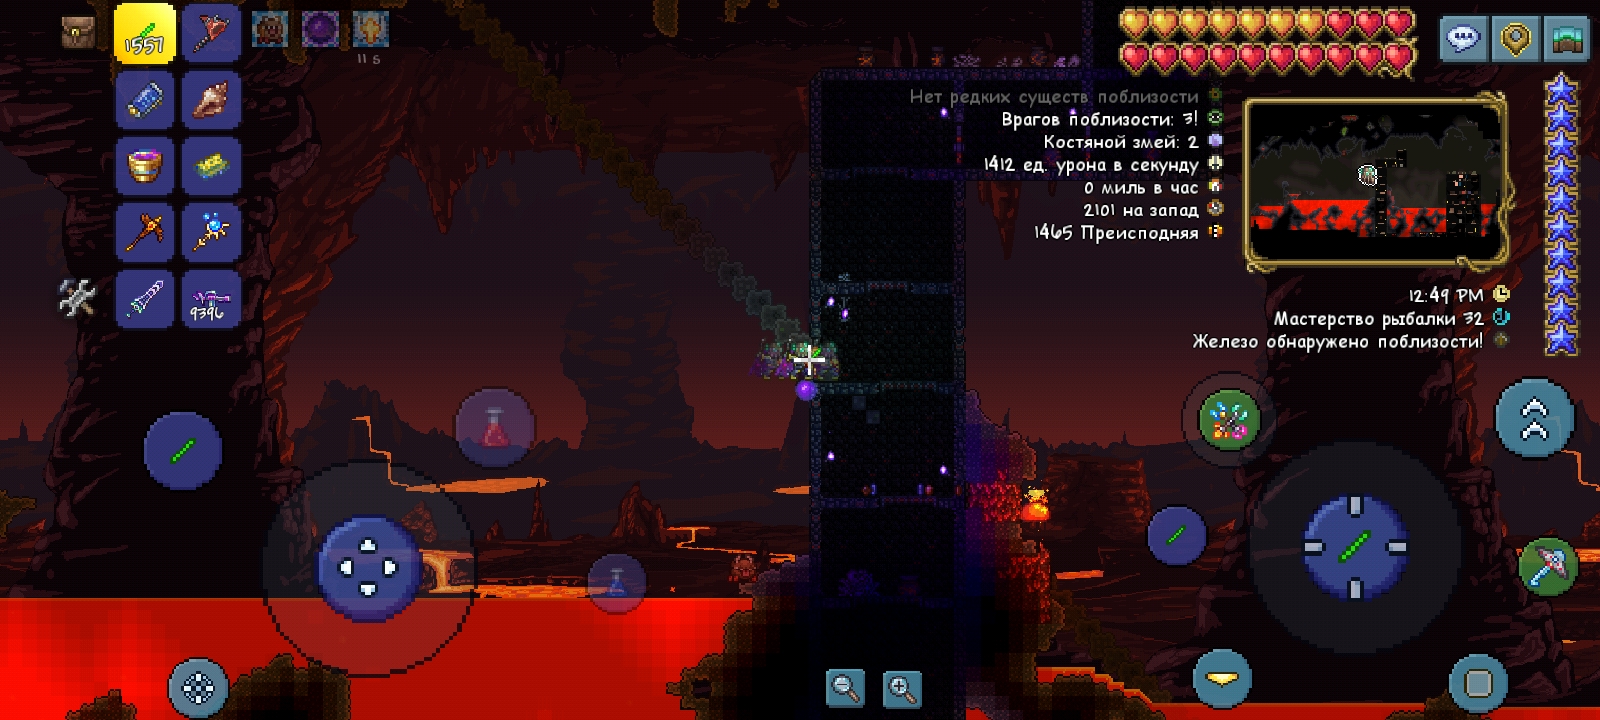 1557
11 s
9396
Нет редких существ поблизости
Врагов поблизости: 3!
Костяной змей: 2
1412 ед. урона в секунду
0 миль в час
2101 на запад
1465 Преисподняя
12:49 PM
Мастерство рыбалки 32
Железо обнаружено поблизости!